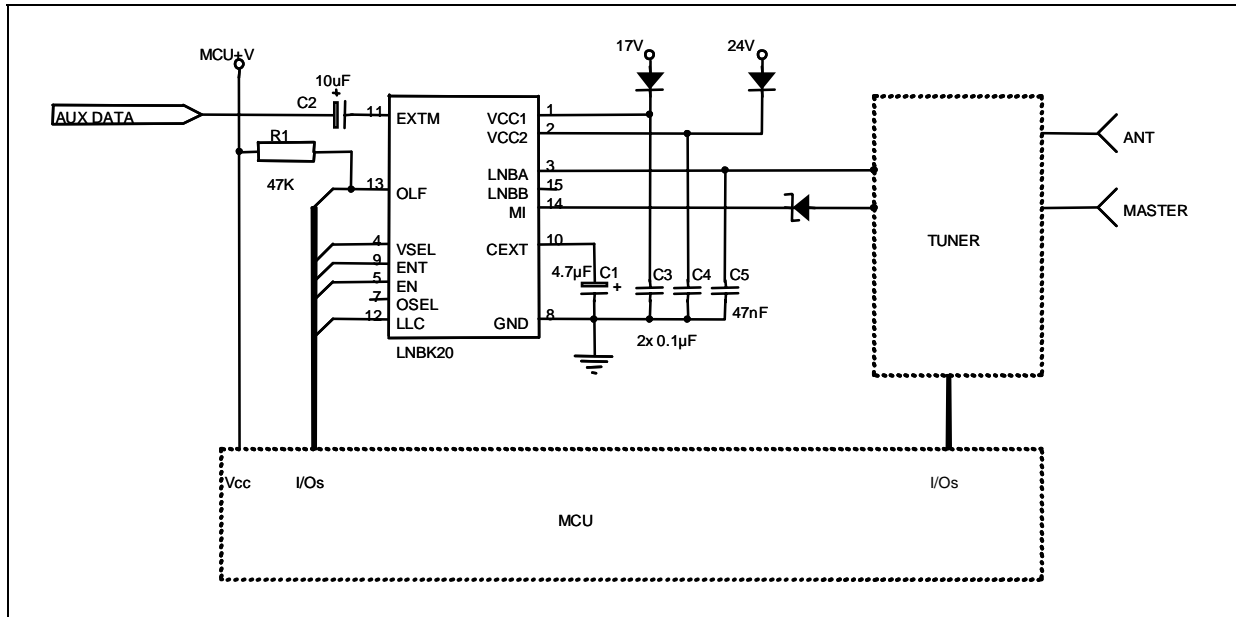 MCU+V
17V
24V
10uF
+
C2
AUX DATA
11
EXTM
VCC1
1
VCC2
2
R1
47K
13
OLF
LNBA
3
LNBB
15
MI
14
ANT
MASTER
TUNER
4
VSEL
9
ENT
5
EN
7
OSEL
12
LLC
CEXT
10
4.7µF
C1
+
C3
C4
C5
GND
8
47nF
2x 0.1µF
LNBK20
Vcc
I/Os
I/Os
MCU